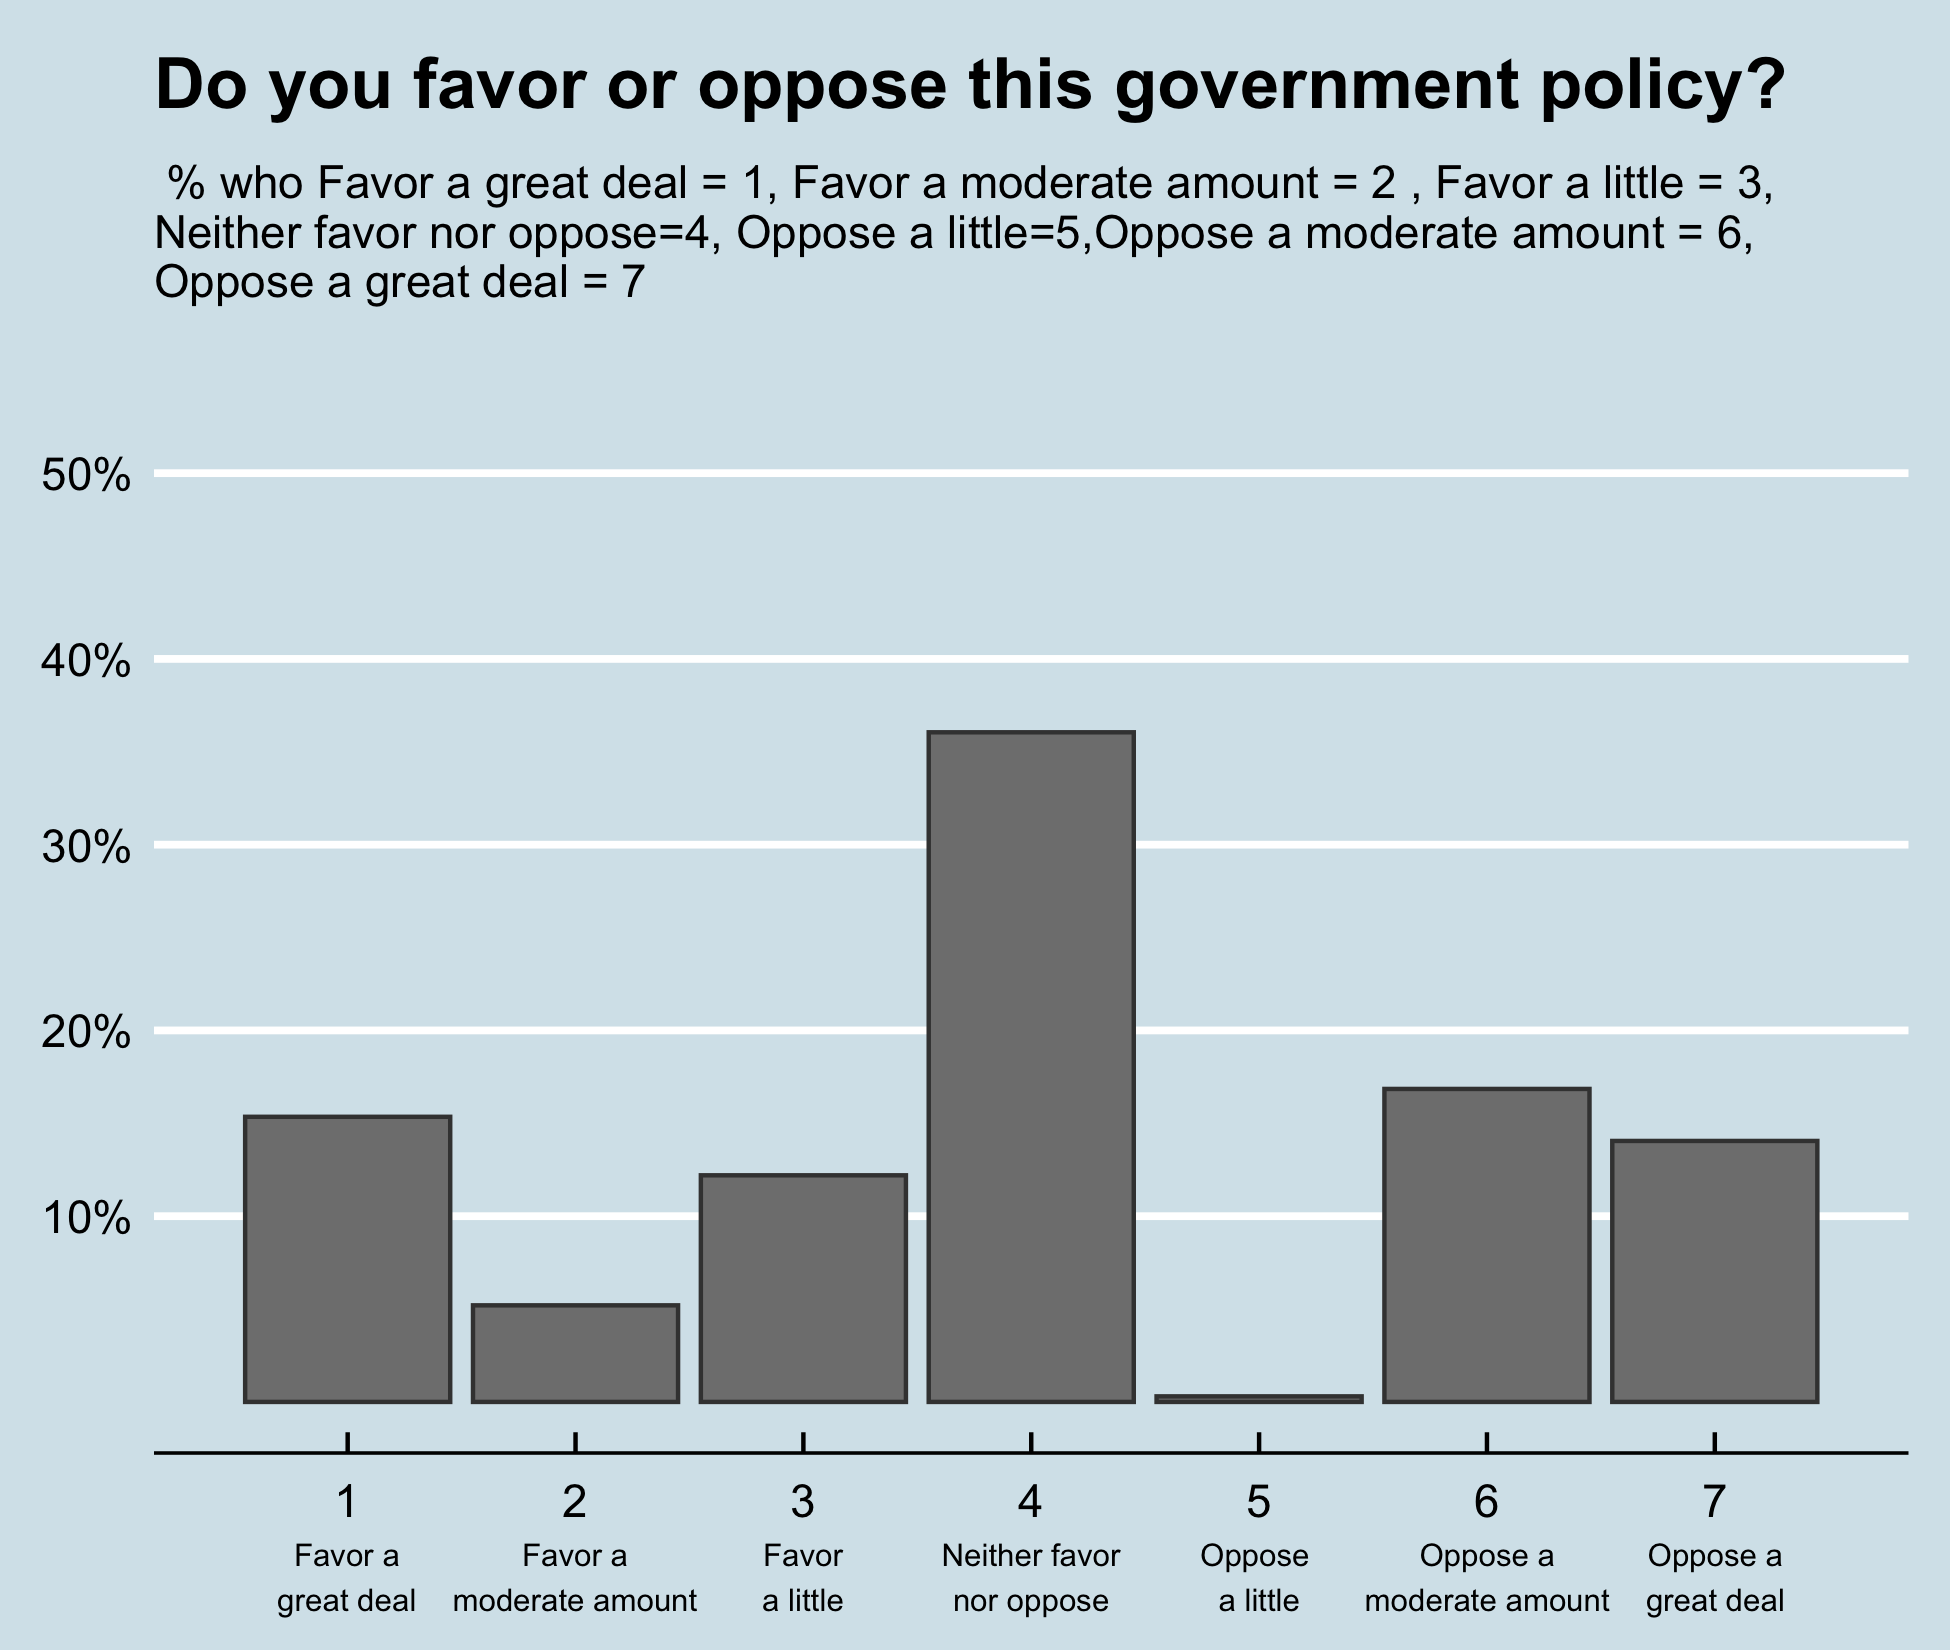 Do you favor or oppose this government policy?
% who Favor a great deal = 1, Favor a moderate amount = 2 , Favor a little = 3,
Neither favor nor oppose=4, Oppose a little=5,Oppose a moderate amount = 6,
Oppose a great deal = 7
50%
40%
30%
20%
10%
1 2 3 4 5 6 7
Favor a Favor a Favor Neither favor Oppose Oppose a Oppose a
great deal moderate amount a little nor oppose a little moderate amount great deal